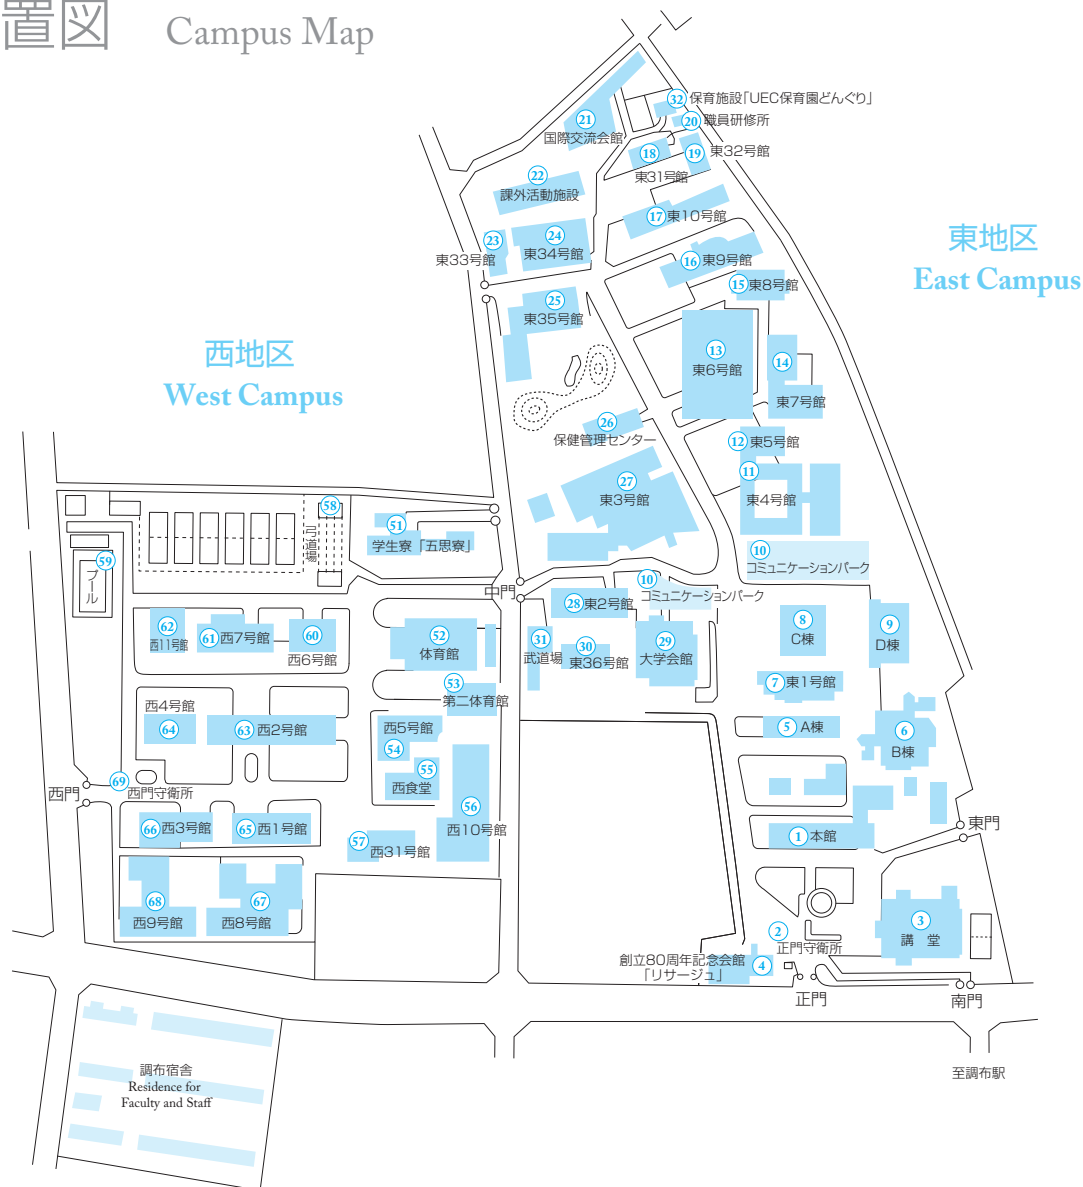 置図 Campus Map
32 保育施設「UEC保育園どんぐり」
20 職員研修所
21
国際交流会館
18
東31号館
19 東32号館
22
課外活動施設
17 東10号館
23
東33号館
24
東34号館
16 東9号館
15 東8号館
東地区
East Campus
25
東35号館
13
東6号館
14
東7号館
西地区
West Campus
26
保健管理センター
12 東5号館
11
東4号館
27
東3号館
10
コミュニケーションパーク
58
弓道場
51
学生寮「五思寮」
59
プール
中門
10
コミュニケーションパーク
28 東2号館
62
西11号館
61 西7号館
60
西6号館
52
体育館
31
武道場
30
東36号館
29
大学会館
8
C棟
9
D棟
53
第二体育館
7 東1号館
西4号館
64
63 西2号館
西5号館
54
5 A棟
6
B棟
55
西食堂
69
西門守衛所
西門
56
西10号館
66 西3号館
65 西1号館
57
西31号館
1 本館
東門
68
西9号館
67
西8号館
3
講 堂
2
正門守衛所
創立80周年記念会館
「リサージュ」
4
正門
南門
至調布駅
調布宿舎
Residence for
Faculty and Staff